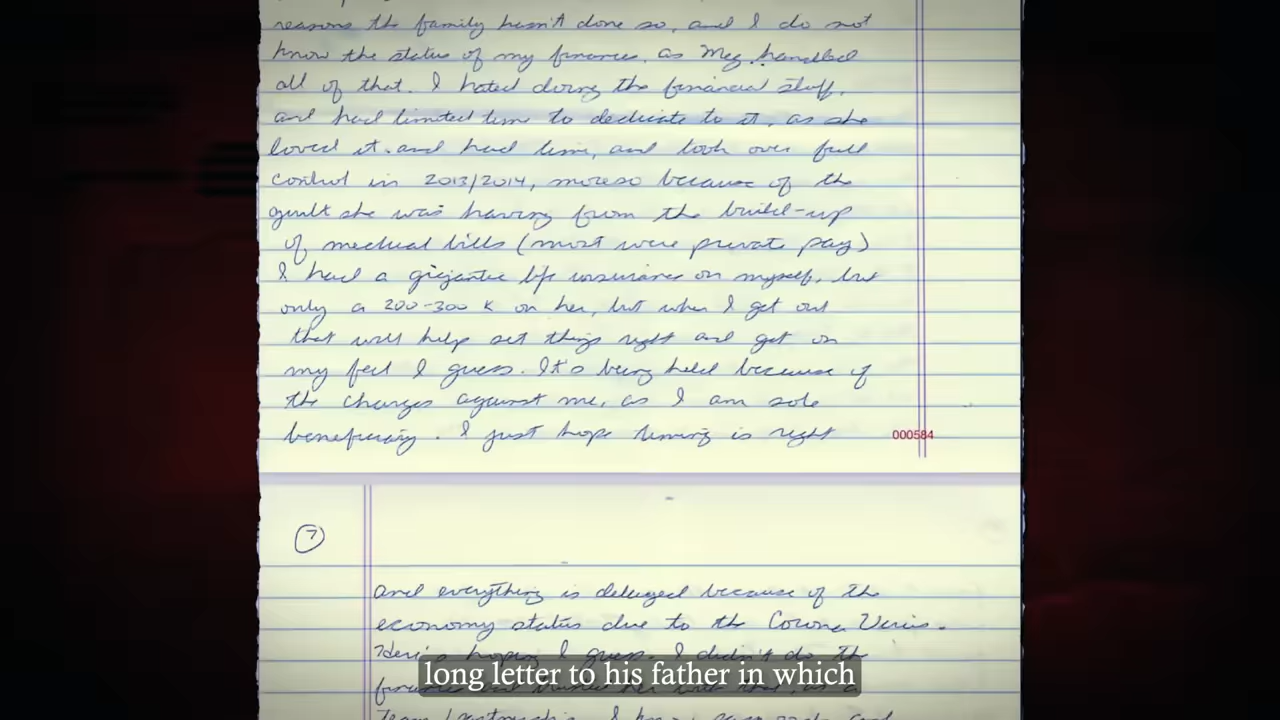 reasons the family hasn't done so, and I do not
know the status of my finances, as Meg handled
all of that. I hated doing the financial stuff,
and had limited time to dedicate to it, as she
loved it and had time, and took over full
control in 2013/2014, moreso because of the
guilt she was having from the build-up
of medical bills (most were private pay)
I had a gigantic life insurance on myself, but
only a 200-300 K on her, but when I get out
that will help set things right and get on
my feet I guess. It's being held because of
the charges against me, as I am sole
beneficiary. I just hope timing is right
000584
7
and everything is delayed because of the
economy status due to the Corona Virus.
Here's hoping I guess. I didn't do the
long letter to his father in which